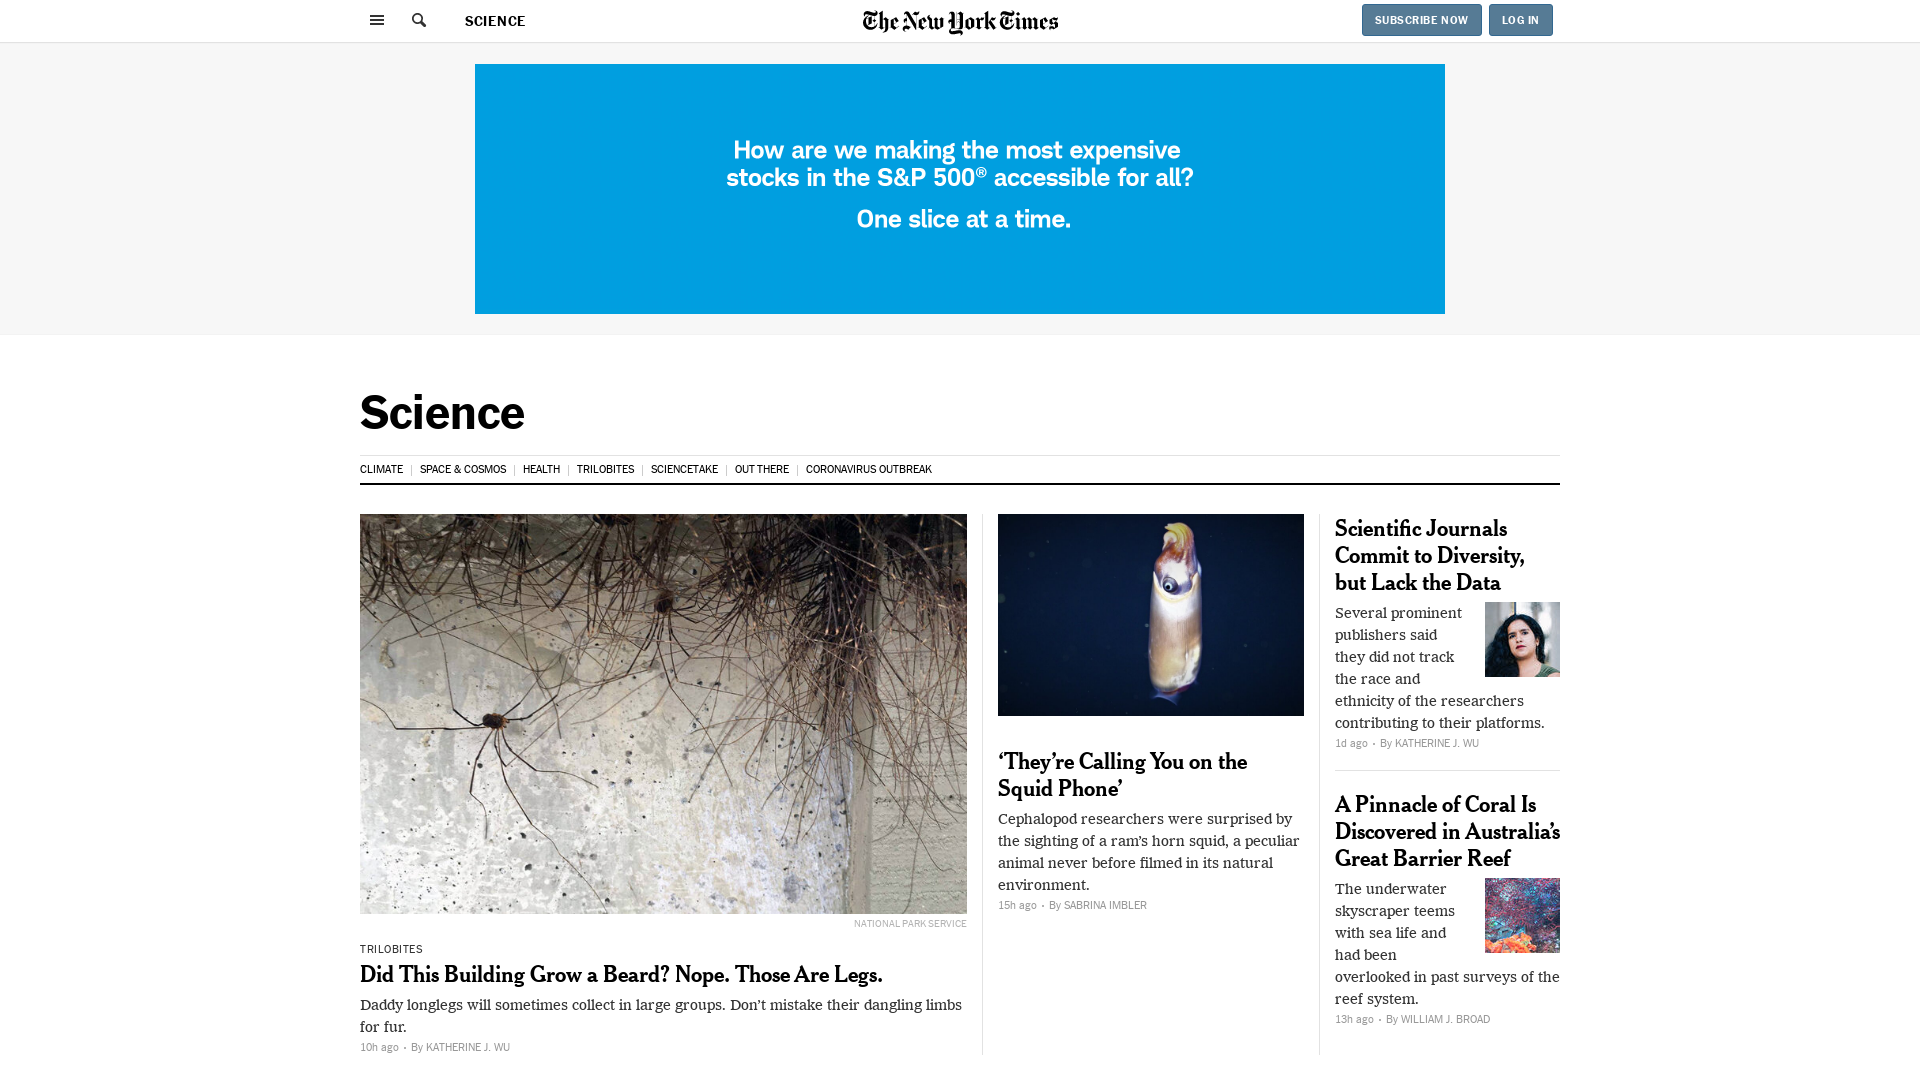 SCIENCE
The New York Times
SUBSCRIBE NOW
LOG IN
How are we making the most expensive
stocks in the S&P 500® accessible for all?
One slice at a time.
Science
CLIMATE
SPACE & COSMOS
HEALTH
TRILOBITES
SCIENCETAKE
OUT THERE
CORONAVIRUS OUTBREAK
NATIONAL PARK SERVICE
TRILOBITES
Did This Building Grow a Beard? Nope. Those Are Legs.
Daddy longlegs will sometimes collect in large groups. Don’t mistake their dangling limbs
for fur.
10h ago • By KATHERINE J. WU
‘They’re Calling You on the
Squid Phone’
Cephalopod researchers were surprised by
the sighting of a ram’s horn squid, a peculiar
animal never before filmed in its natural
environment.
15h ago • By SABRINA IMBLER
Scientific Journals
Commit to Diversity,
but Lack the Data
Several prominent
publishers said
they did not track
the race and
ethnicity of the researchers
contributing to their platforms.
1d ago • By KATHERINE J. WU
A Pinnacle of Coral Is
Discovered in Australia’s
Great Barrier Reef
The underwater
skyscraper teems
with sea life and
had been
overlooked in past surveys of the
reef system.
13h ago • By WILLIAM J. BROAD